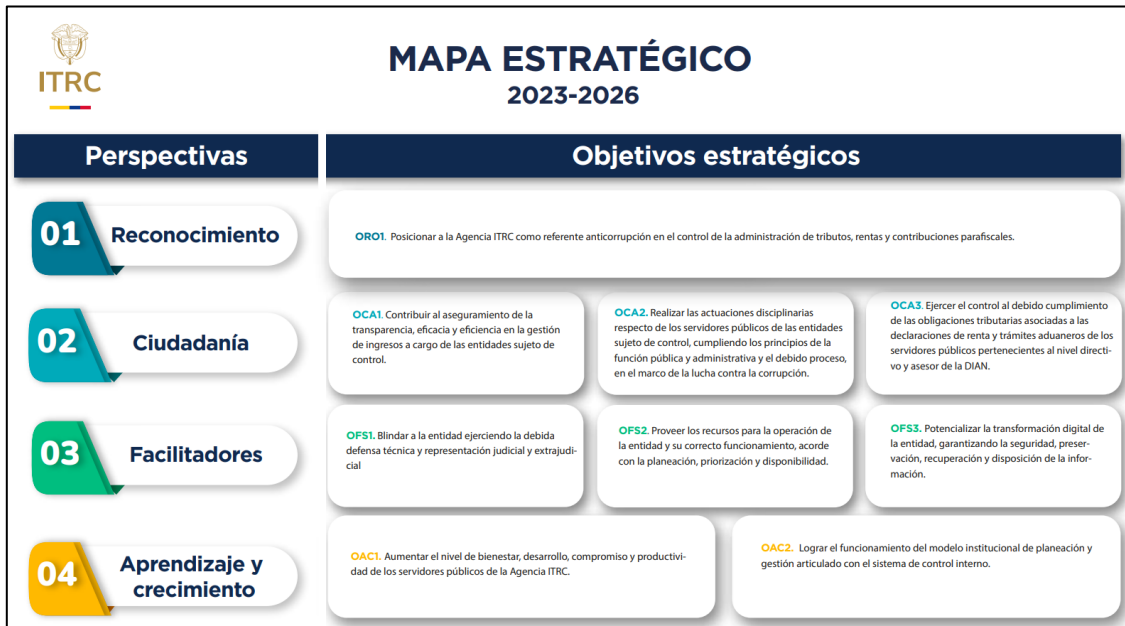 ITRC
MAPA ESTRATÉGICO
2023-2026
Perspectivas
Objetivos estratégicos
01
Reconocimiento
ORO1. Posicionar a la Agencia ITRC como referente anticorrupción en el control de la administración de tributos, rentas y contribuciones parafiscales.
02
Ciudadanía
OCA1. Contribuir al aseguramiento de la
transparencia, eficacia y eficiencia en la gestión
de ingresos a cargo de las entidades sujeto de
control.
OCA2. Realizar las actuaciones disciplinarias
respecto de los servidores públicos de las entidades
sujeto de control, cumpliendo los principios de la
función pública y administrativa y el debido proceso,
en el marco de la lucha contra la corrupción.
OCA3. Ejercer el control al debido cumplimiento
de las obligaciones tributarias asociadas a las
declaraciones de renta y trámites aduaneros de los
servidores públicos pertenecientes al nivel directi-
vo y asesor de la DIAN.
03
Facilitadores
OFS1. Blindar a la entidad ejerciendo la debida
defensa técnica y representación judicial y extrajudi-
cial
OFS2. Proveer los recursos para la operación de
la entidad y su correcto funcionamiento, acorde
con la planeación, priorización y disponibilidad.
OFS3. Potencializar la transformación digital de
la entidad, garantizando la seguridad, preser-
vación, recuperación y disposición de la infor-
mación.
04
Aprendizaje y
crecimiento
OAC1. Aumentar el nivel de bienestar, desarrollo, compromiso y productivi-
dad de los servidores públicos de la Agencia ITRC.
OAC2. Lograr el funcionamiento del modelo institucional de planeación y
gestión articulado con el sistema de control interno.